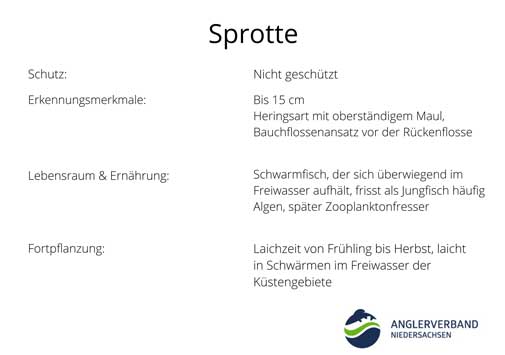 Sprotte
Schutz:
Nicht geschützt
Erkennungsmerkmale:
Bis 15 cm
Heringsart mit oberständigem Maul,
Bauchflossenansatz vor der Rückenflosse
Lebensraum & Ernährung:
Schwarmfisch, der sich überwiegend im
Freiwasser aufhält, frisst als Jungfisch häufig
Algen, später Zooplanktonfresser
Fortpflanzung:
Laichzeit von Frühling bis Herbst, laicht
in Schwärmen im Freiwasser der
Küstengebiete
ANGLERVERBAND
NIEDERSACHSEN